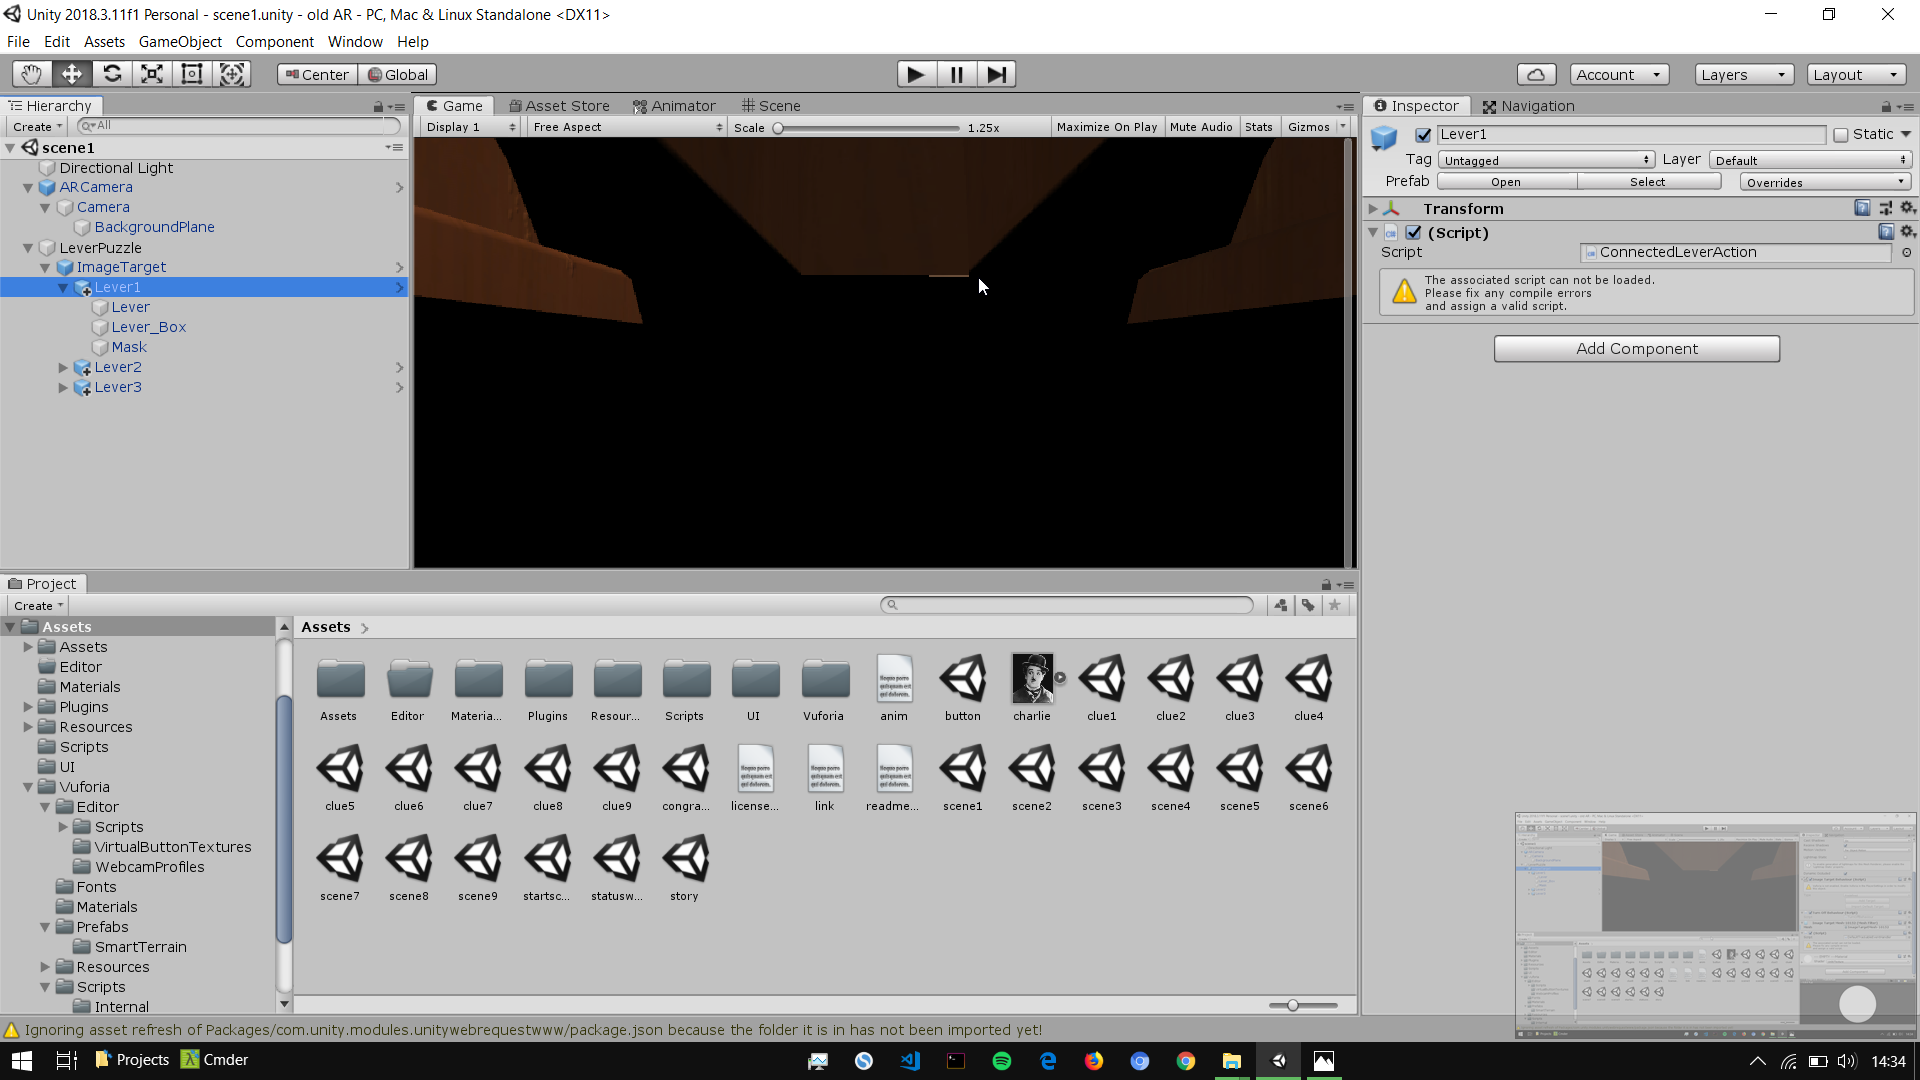 Unity 2018.3.11f1 Personal - scene1.unity - old AR - PC, Mac & Linux Standalone <DX11>
File Edit Assets GameObject Component Window Help
Center Global
Account Layers Layout
Hierarchy
Create All
scene1
Directional Light
ARCamera
Camera
BackgroundPlane
LeverPuzzle
ImageTarget
Lever1
Lever
Lever_Box
Mask
Lever2
Lever3
Game Asset Store Animator Scene
Display 1 Free Aspect Scale 1.25x Maximize On Play Mute Audio Stats Gizmos
Inspector Navigation
Lever1 Static
Tag Untagged Layer Default
Prefab Open Select Overrides
Transform
(Script)
Script ConnectedLeverAction
The associated script can not be loaded.
Please fix any compile errors
and assign a valid script.
Add Component
Project
Create
Assets
Assets
Editor
Materials
Plugins
Resources
Scripts
UI
Vuforia
Editor
Scripts
VirtualButtonTextures
WebcamProfiles
Fonts
Materials
Prefabs
SmartTerrain
Resources
Scripts
Internal
Assets
Assets Editor Materia... Plugins Resour... Scripts UI Vuforia anim button charlie clue1 clue2 clue3 clue4
clue5 clue6 clue7 clue8 clue9 congra... license... link readme... scene1 scene2 scene3 scene4 scene5 scene6
scene7 scene8 scene9 startsc... statusw... story
Ignoring asset refresh of Packages/com.unity.modules.unitywebrequestwww/package.json because the folder it is in has not been imported yet!
Projects Cmder 14:34